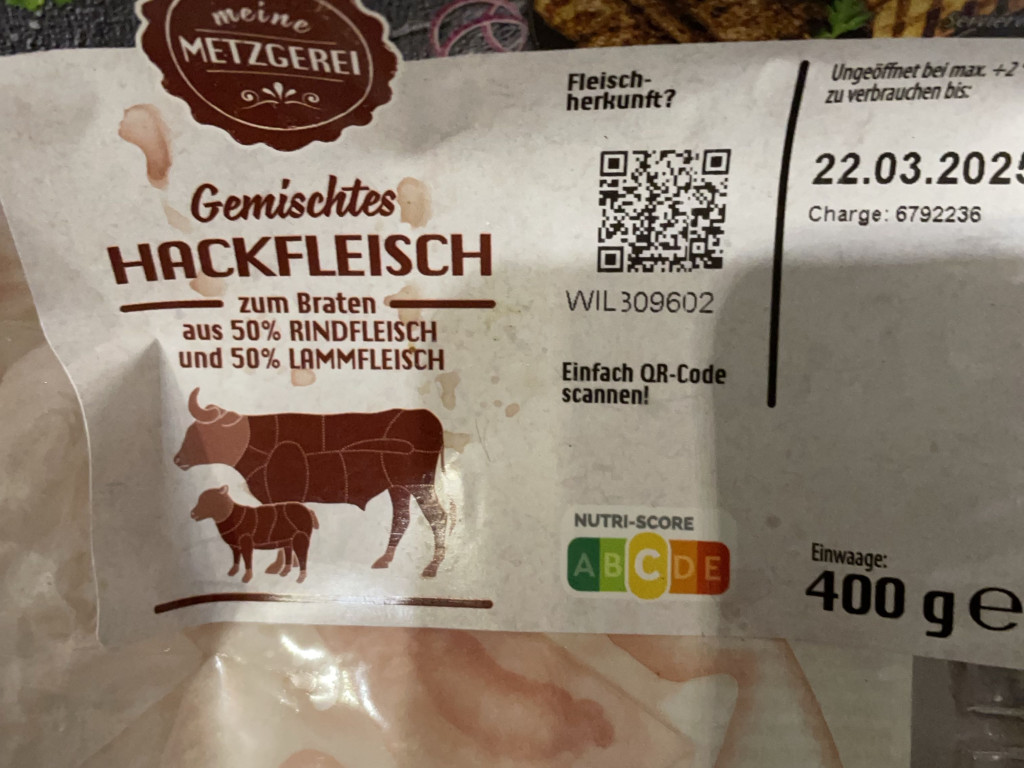 meine
METZGEREI
Gemischtes
HACKFLEISCH
zum Braten
aus 50% RINDFLEISCH
und 50% LAMMFLEISCH
Fleisch-
herkunft?
WIL309602
Einfach QR-Code
scannen!
NUTRI-SCORE
A B C D E
Ungeöffnet bei max. +2
zu verbrauchen bis:
22.03.2025
Charge: 6792236
Einwaage:
400 g e